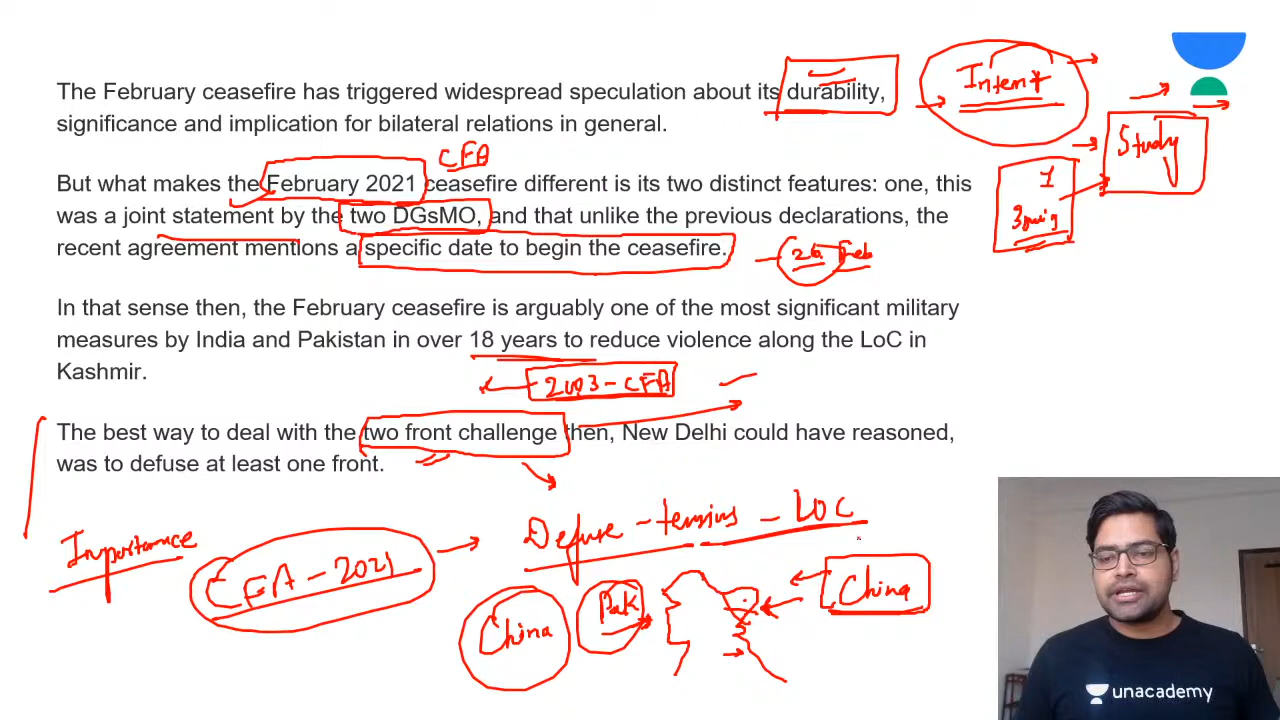 The February ceasefire has triggered widespread speculation about its durability,
significance and implication for bilateral relations in general.
Intent
Study
1
CFA
But what makes the February 2021 ceasefire different is its two distinct features: one, this
was a joint statement by the two DGsMO, and that unlike the previous declarations, the
recent agreement mentions a specific date to begin the ceasefire.
26 Feb
In that sense then, the February ceasefire is arguably one of the most significant military
measures by India and Pakistan in over 18 years to reduce violence along the LoC in
Kashmir.
2003 - CFA
The best way to deal with the two front challenge then, New Delhi could have reasoned,
was to defuse at least one front.
Defuse - tensions - LOC
Importance
CFA - 2021
China
Pak
China
unacademy